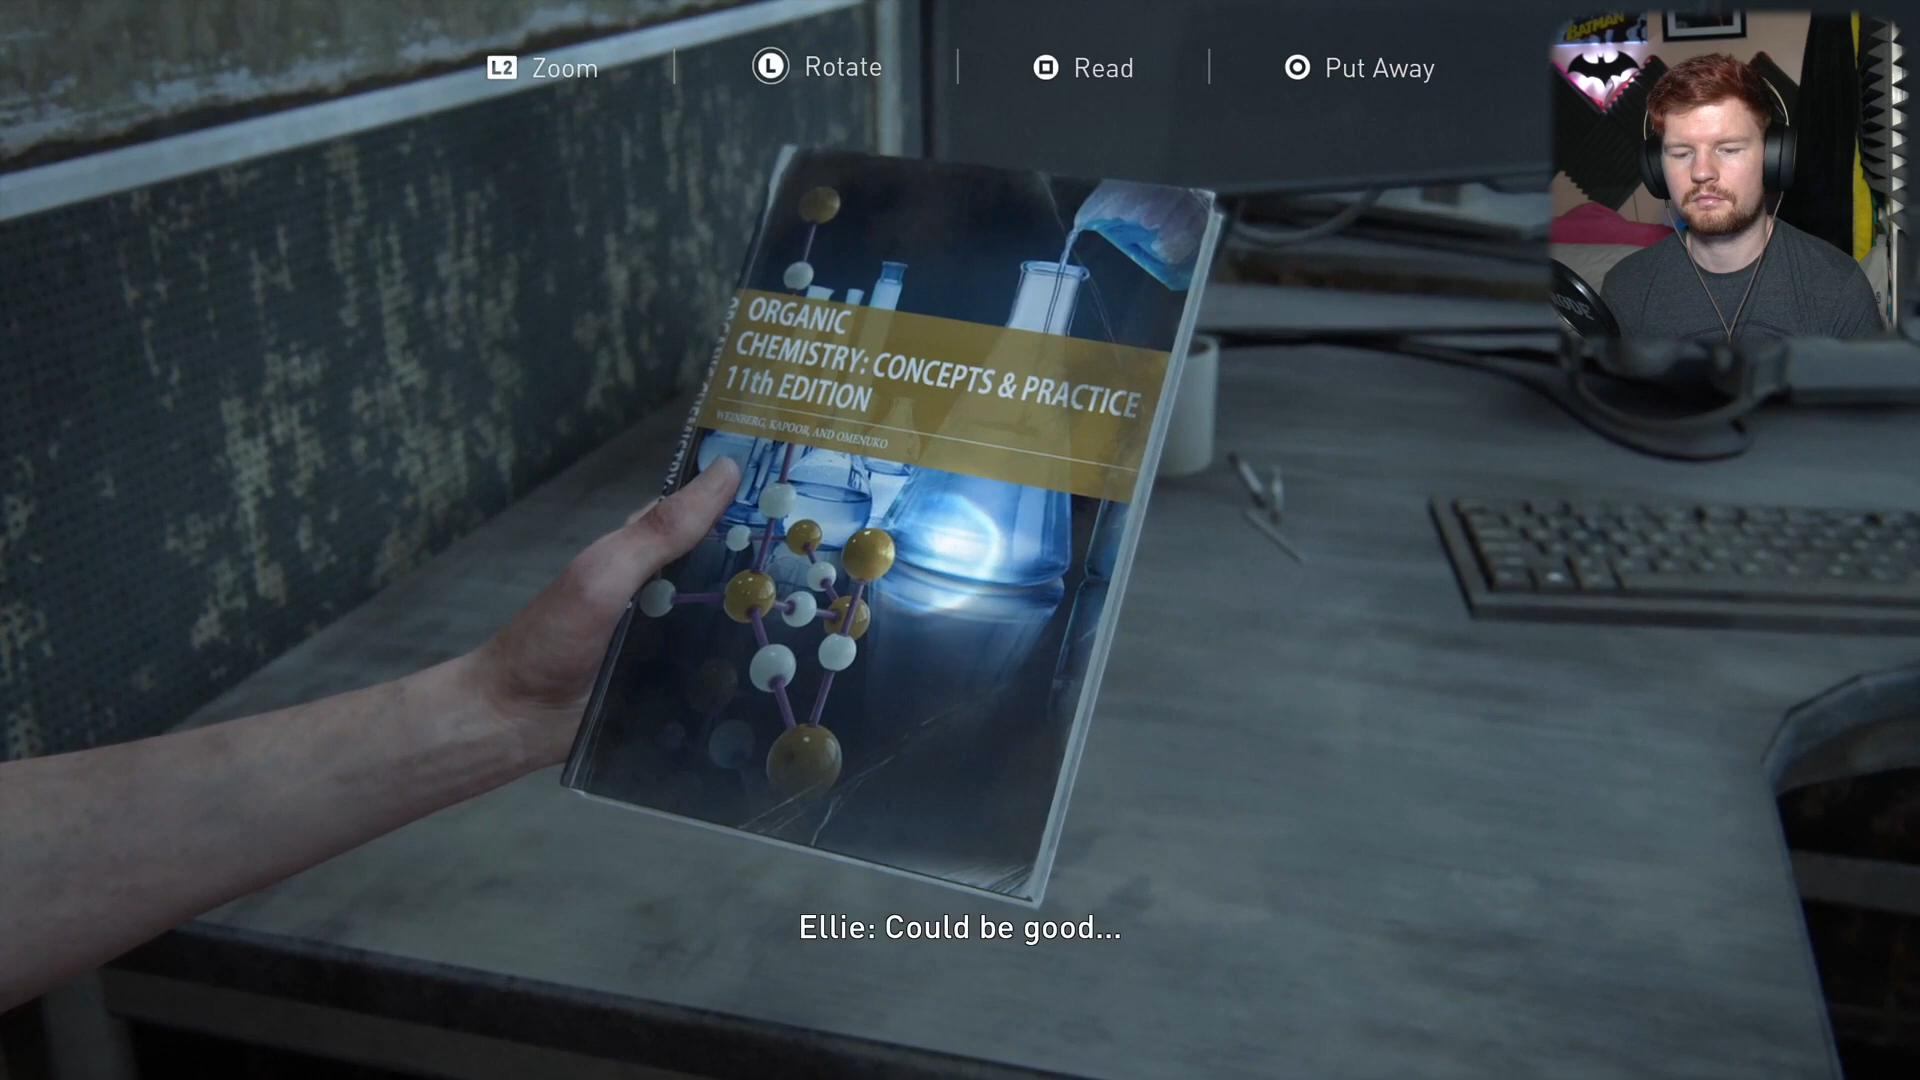 L2 Zoom
L Rotate
Read
Put Away
BATMAN
ORGANIC
CHEMISTRY: CONCEPTS & PRACTICE
11th EDITION
WEINBERG, KAPOOR, AND OMENUKO
Ellie: Could be good...